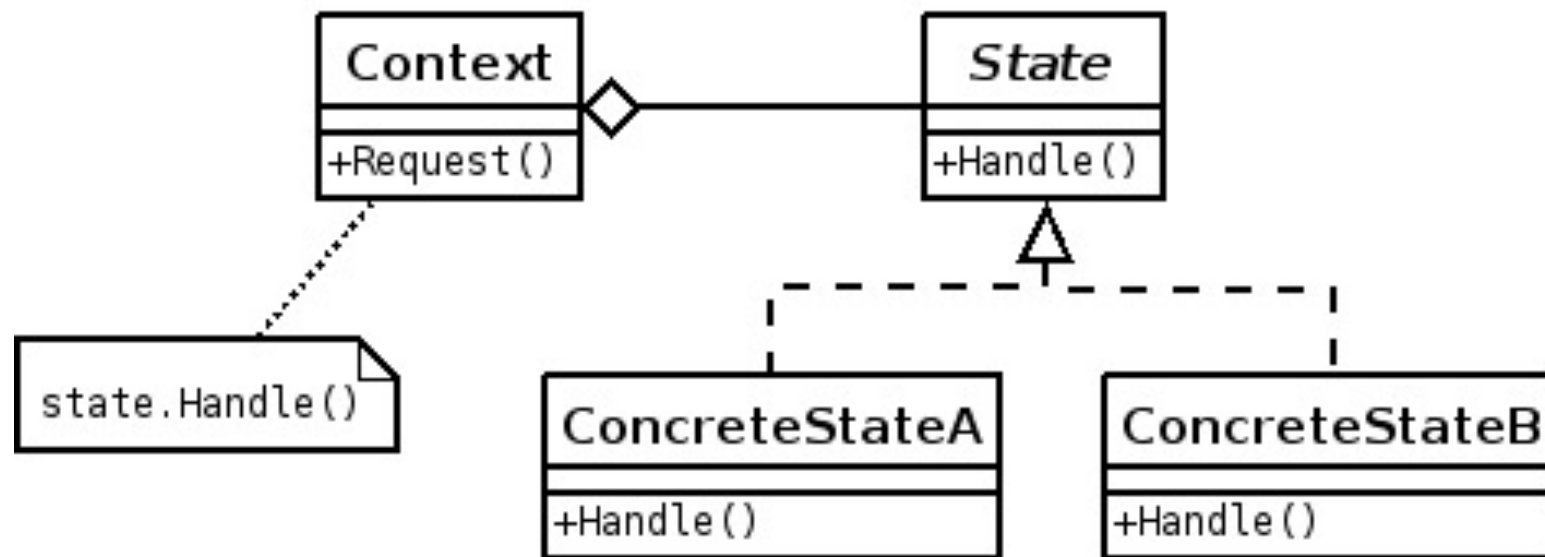 Context
State
+Request()
+Handle()
state.Handle()
ConcreteStateA
ConcreteStateB
+Handle()
+Handle()